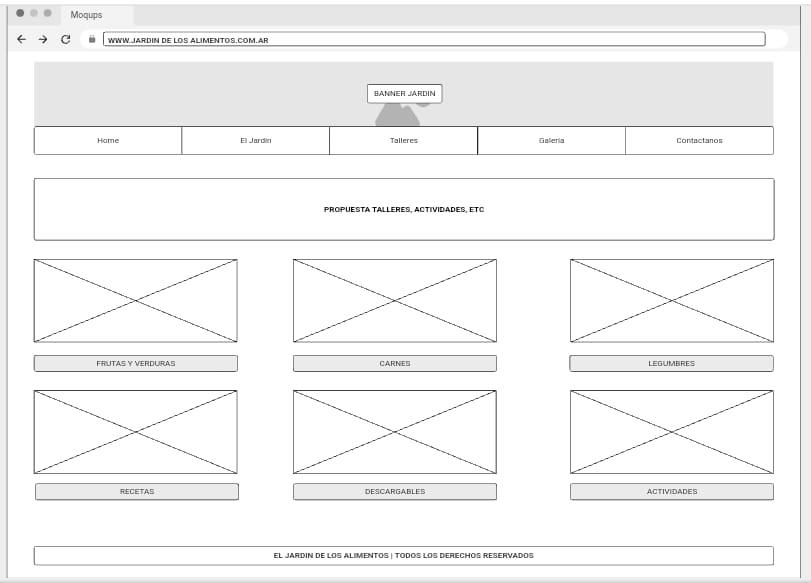 Moqups
WWW.JARDIN DE LOS ALIMENTOS.COM.AR
BANNER JARDIN
Home
El Jardin
Talleres
Galeria
Contactanos
PROPUESTA TALLERES, ACTIVIDADES, ETC
FRUTAS Y VERDURAS
CARNES
LEGUMBRES
RECETAS
DESCARGABLES
ACTIVIDADES
EL JARDIN DE LOS ALIMENTOS | TODOS LOS DERECHOS RESERVADOS